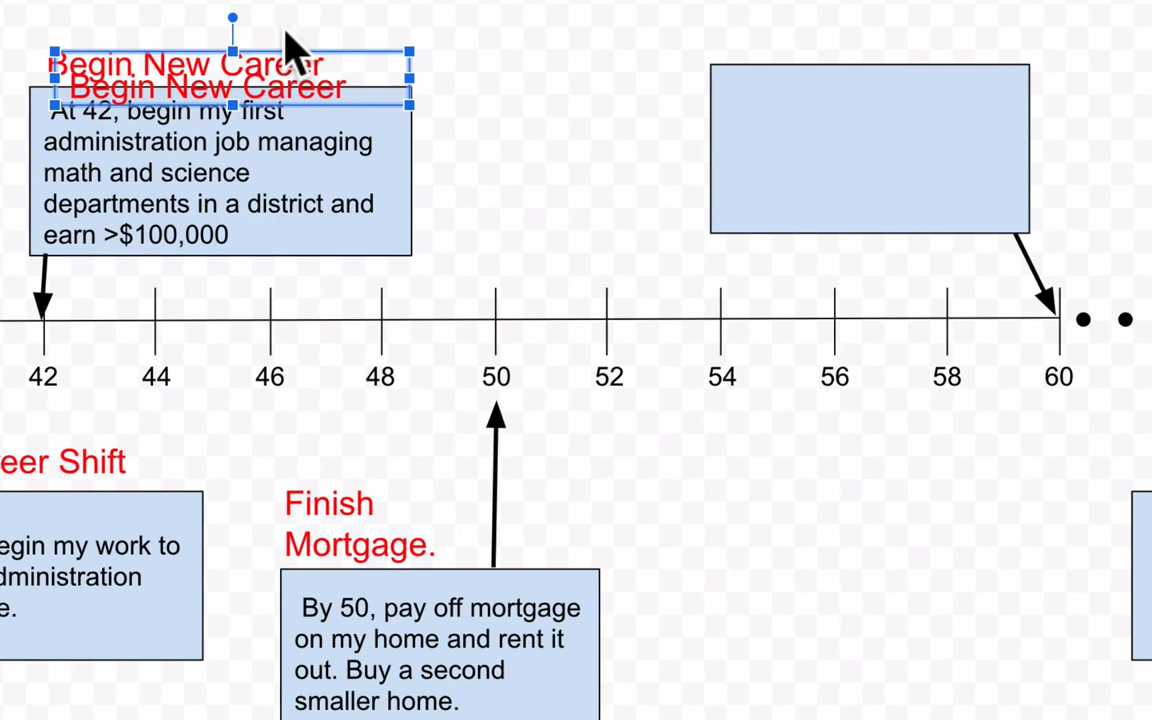 Begin New Career
Begin New Career
At 42, begin my first
administration job managing
math and science
departments in a district and
earn >$100,000
42 44 46 48 50 52 54 56 58 60
eer Shift
egin my work to
dministration
e.
Finish
Mortgage.
By 50, pay off mortgage
on my home and rent it
out. Buy a second
smaller home.